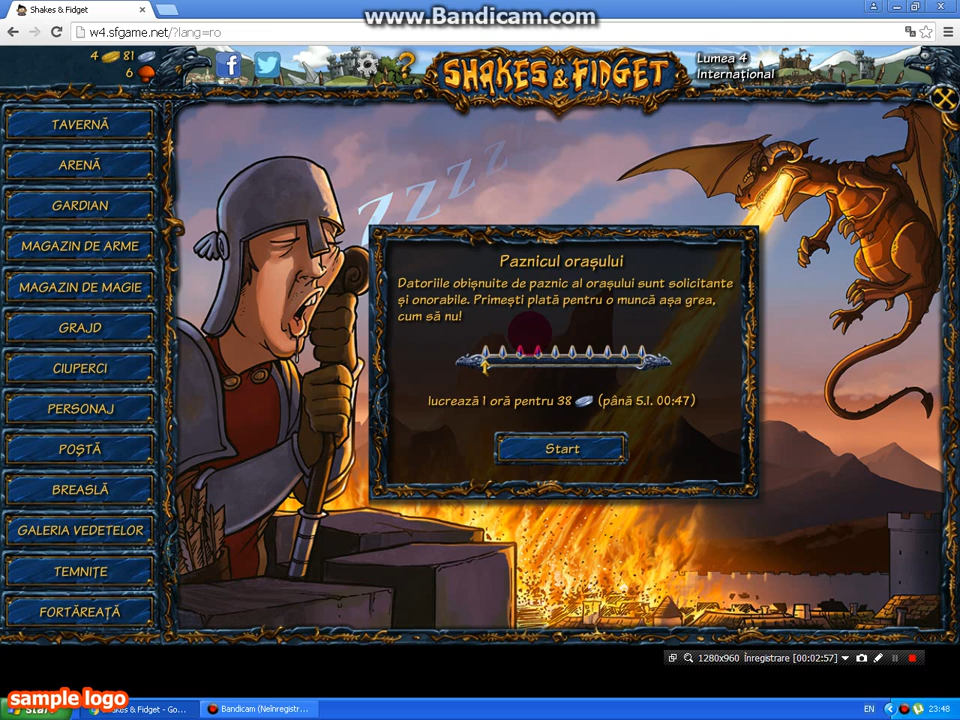 Shakes & Fidget
www.Bandicam.com
w4.sfgame.net/?lang=ro
4 81
6
SHAKES & FIDGET
Lumea 4
Internațional
TAVERNĂ
ARENĂ
GARDIAN
MAGAZIN DE ARME
MAGAZIN DE MAGIE
GRAJD
CIUPERCI
PERSONAJ
POȘTĂ
BREASLĂ
GALERIA VEDETELOR
TEMNIȚE
FORTĂREAȚĂ
ZZZZZ
Paznicul orașului
Datoriile obișnuite de paznic al orașului sunt solicitante
și onorabile. Primești plată pentru o muncă așa grea,
cum să nu!
lucrează 1 oră pentru 38 (până 5.1. 00:47)
Start
1280x960 Înregistrare [00:02:57]
sample logo
start
Shakes & Fidget - Go...
Bandicam (Neînregistr...
EN
23:48